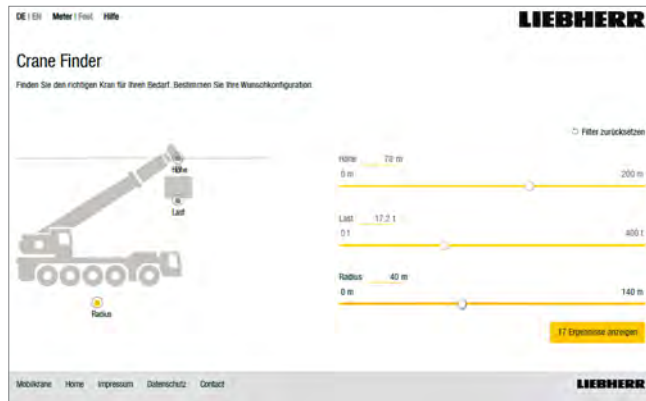 DE | EN Meter | Feet Hilfe
LIEBHERR
Crane Finder
Finden Sie den richtigen Kran für Ihren Bedarf. Bestimmen Sie Ihre Wunschkonfiguration.
Filter zurücksetzen
Höhe 72 m
0 m 200 m
Höhe
Last
Last 17,2 t
0 t 400 t
Radius 40 m
0 m 140 m
Radius
17 Ergebnisse anzeigen
Mobilkrane Home Impressum Datenschutz Contact
LIEBHERR